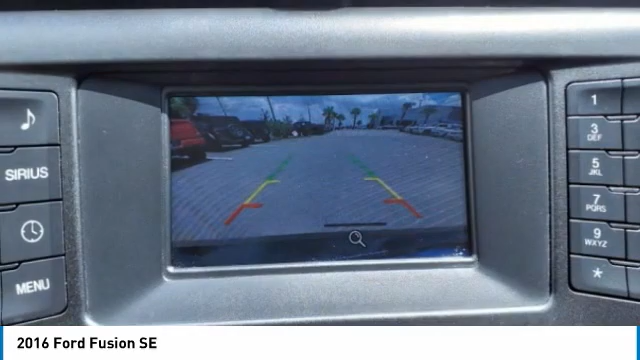 SIRIUS
MENU
1
3
DEF
5
JKL
7
PQRS
9
WXYZ
*
2016 Ford Fusion SE